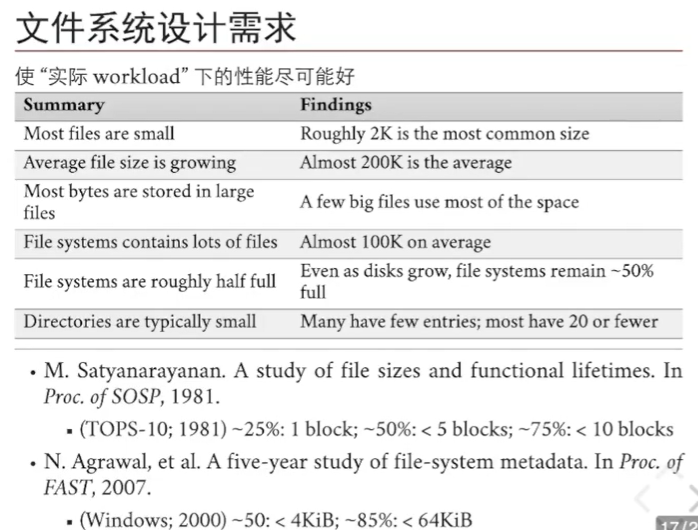 文件系统设计需求
使 “实际 workload” 下的性能尽可能好
Summary Findings
Most files are small Roughly 2K is the most common size
Average file size is growing Almost 200K is the average
Most bytes are stored in large
files A few big files use most of the space
File systems contains lots of files Almost 100K on average
File systems are roughly half full Even as disks grow, file systems remain ~50%
full
Directories are typically small Many have few entries; most have 20 or fewer
• M. Satyanarayanan. A study of file sizes and functional lifetimes. In
Proc. of SOSP, 1981.
▪ (TOPS-10; 1981) ~25%: 1 block; ~50%: < 5 blocks; ~75%: < 10 blocks
• N. Agrawal, et al. A five-year study of file-system metadata. In Proc. of
FAST, 2007.
▪ (Windows; 2000) ~50: < 4KiB; ~85%: < 64KiB